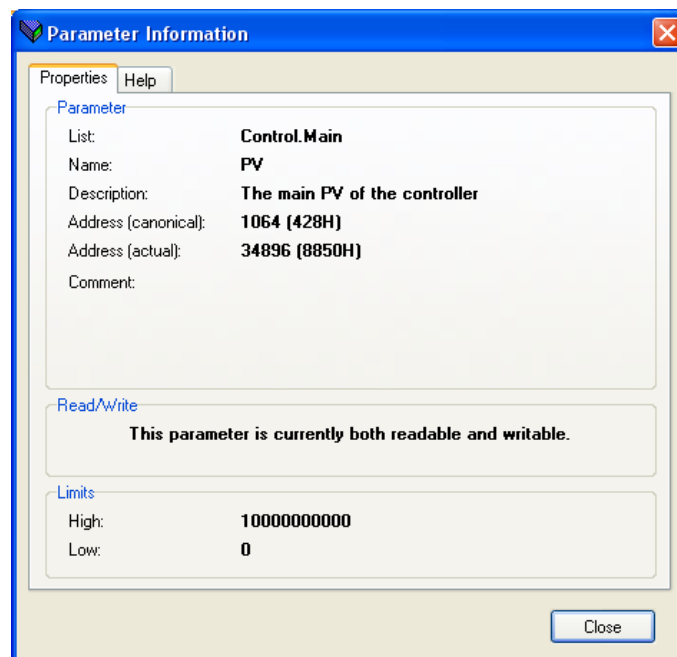 Parameter Information
Properties Help
Parameter
List: Control.Main
Name: PV
Description: The main PV of the controller
Address (canonical): 1064 (428H)
Address (actual): 34896 (8850H)
Comment:
Read/Write
This parameter is currently both readable and writable.
Limits
High: 10000000000
Low: 0
Close